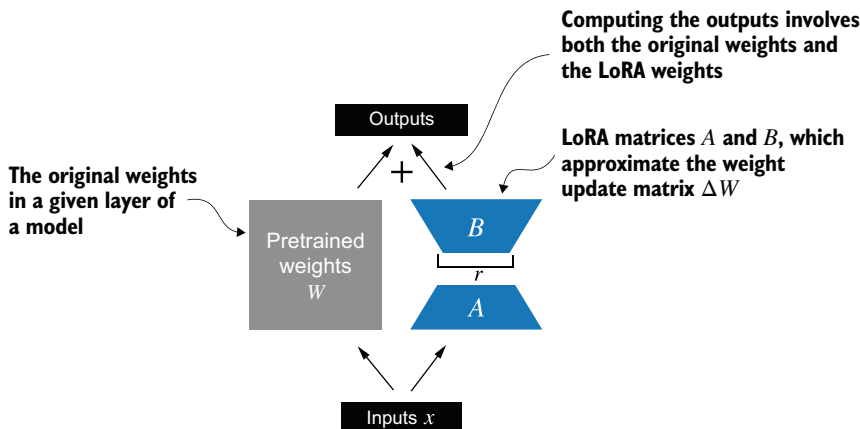 Computing the outputs involves
both the original weights and
the LoRA weights
Outputs
LoRA matrices A and B, which
approximate the weight
update matrix ΔW
The original weights
in a given layer of
a model
+
Pretrained
weights
W
B
r
A
Inputs x